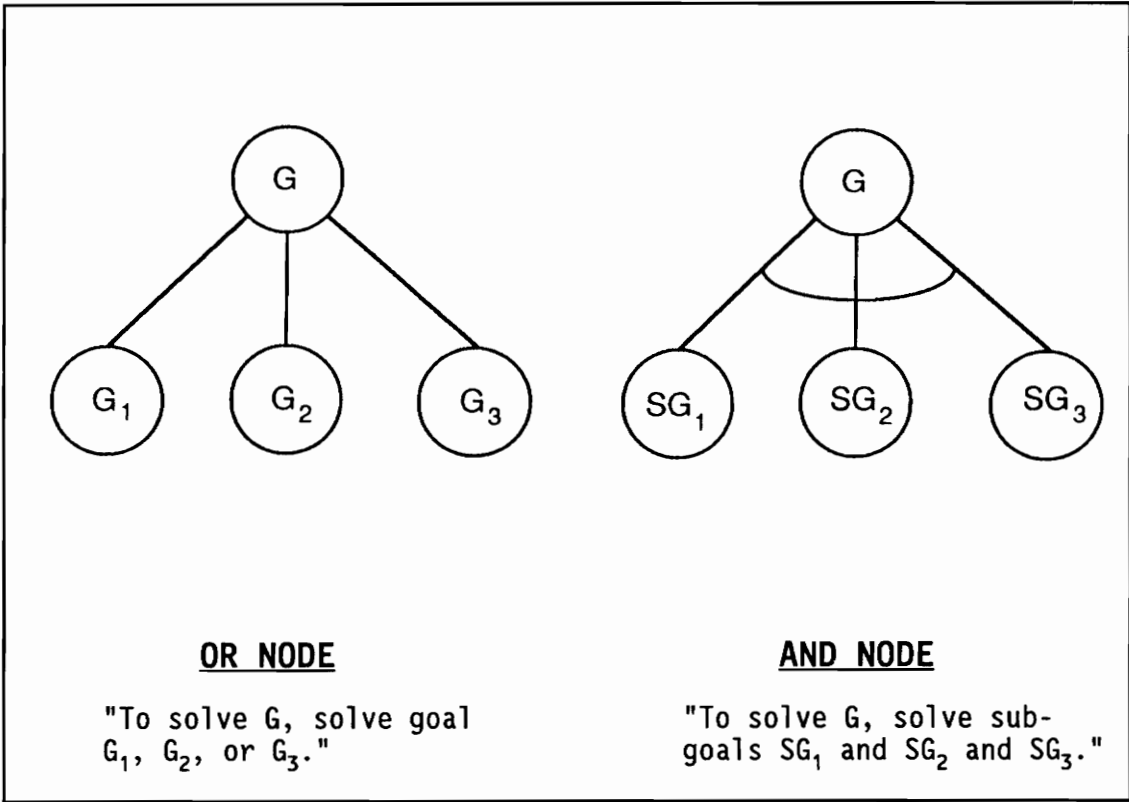 G
G₁
G₂
G₃
OR NODE
"To solve G, solve goal
G₁, G₂, or G₃."
G
SG₁
SG₂
SG₃
AND NODE
"To solve G, solve sub-
goals SG₁ and SG₂ and SG₃."